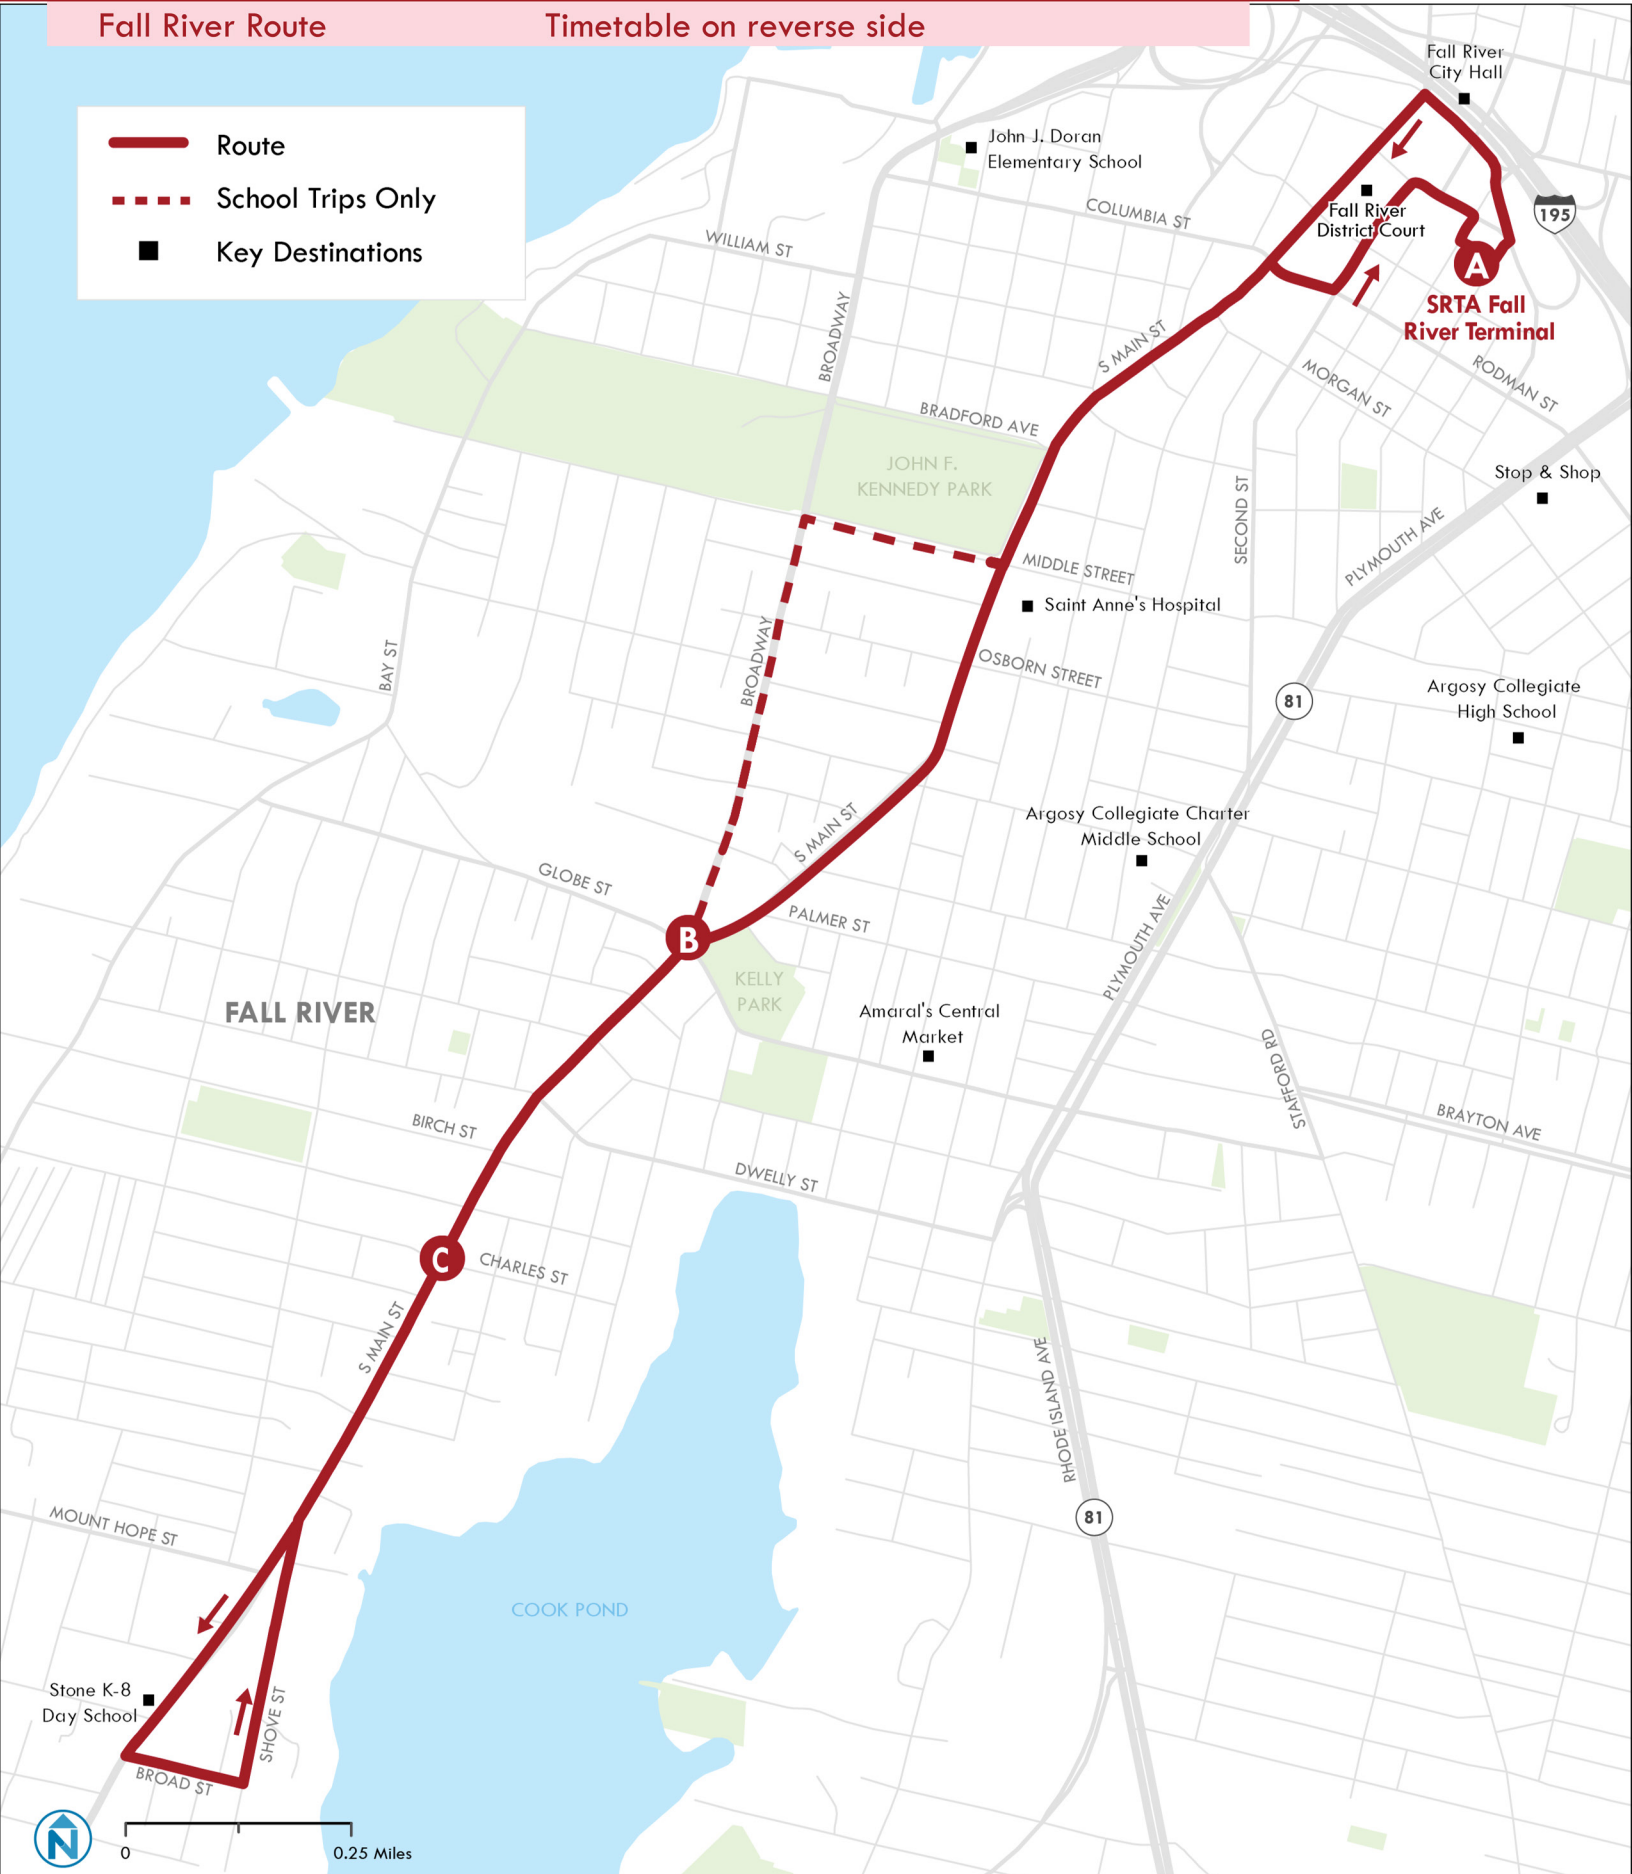 Fall River Route
Timetable on reverse side
Route
School Trips Only
Key Destinations
Fall River
City Hall
John J. Doran
Elementary School
COLUMBIA ST
195
Fall River
District Court
WILLIAM ST
A
SRTA Fall
River Terminal
BROADWAY
S MAIN ST
MORGAN ST
RODMAN ST
BRADFORD AVE
JOHN F.
KENNEDY PARK
Stop & Shop
SECOND ST
PLYMOUTH AVE
MIDDLE STREET
Saint Anne's Hospital
BAY ST
BROADWAY
OSBORN STREET
81
Argosy Collegiate
High School
S MAIN ST
Argosy Collegiate Charter
Middle School
GLOBE ST
PALMER ST
B
PLYMOUTH AVE
KELLY
PARK
FALL RIVER
Amaral's Central
Market
STAFFORD RD
BIRCH ST
BRAYTON AVE
DWELLY ST
C
CHARLES ST
S MAIN ST
RHODE ISLAND AVE
MOUNT HOPE ST
81
COOK POND
Stone K-8
Day School
SHOVE ST
BROAD ST
N
0
0.25 Miles